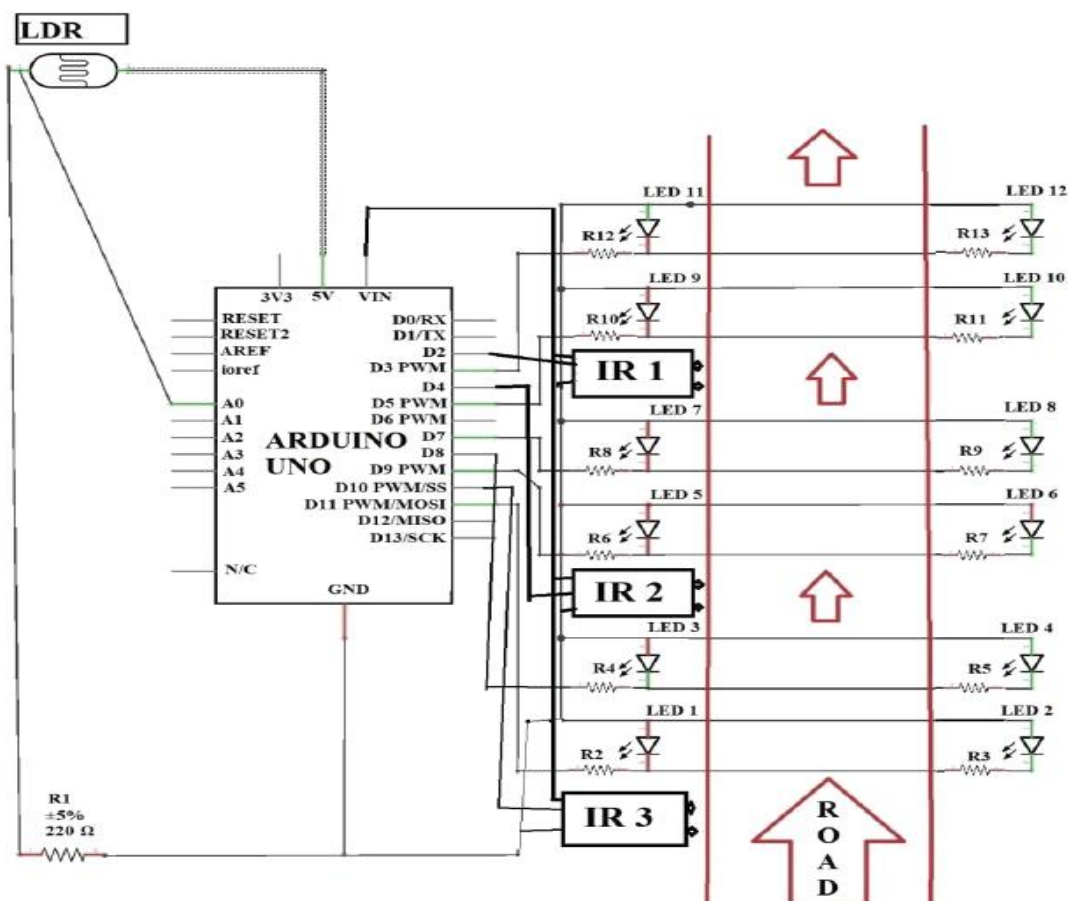 LDR
3V3 5V VIN
RESET
RESET2
AREF
ioref
A0
A1
A2
A3
A4
A5
N/C
D0/RX
D1/TX
D2
D3 PWM
D4
D5 PWM
D6 PWM
D7
D8
D9 PWM
D10 PWM/SS
D11 PWM/MOSI
D12/MISO
D13/SCK
ARDUINO
UNO
GND
R1
±5%
220 Ω
LED 11
LED 12
R12
R13
LED 9
LED 10
R10
R11
IR 1
LED 7
LED 8
R8
R9
LED 5
LED 6
R6
R7
IR 2
LED 3
LED 4
R4
R5
LED 1
LED 2
R2
R3
IR 3
ROAD